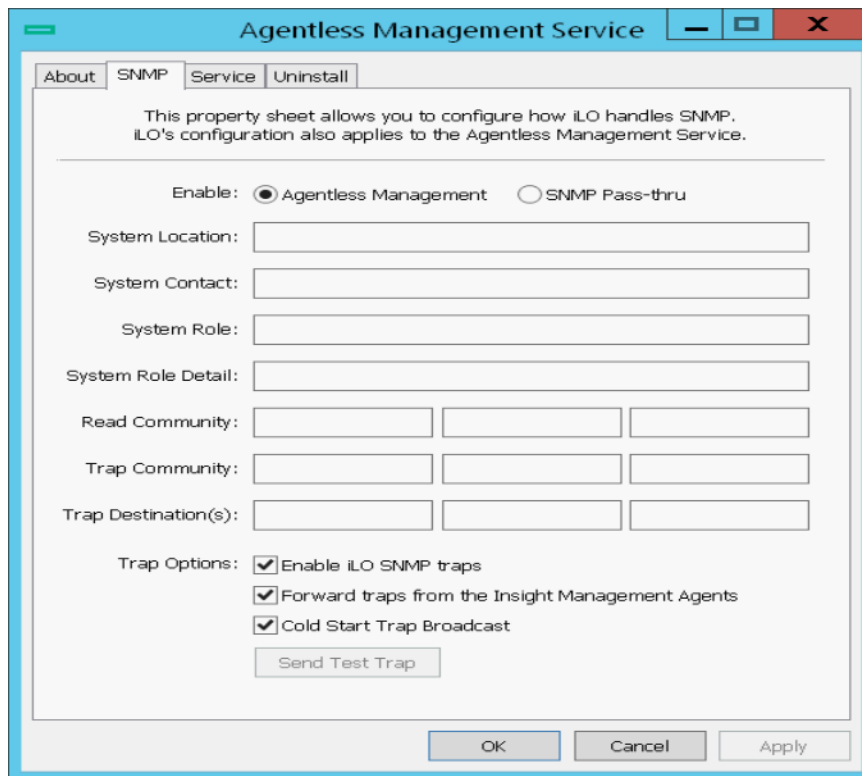 Agentless Management Service
About SNMP Service Uninstall
This property sheet allows you to configure how iLO handles SNMP.
iLO's configuration also applies to the Agentless Management Service.
Enable: Agentless Management SNMP Pass-thru
System Location:
System Contact:
System Role:
System Role Detail:
Read Community:
Trap Community:
Trap Destination(s):
Trap Options: Enable iLO SNMP traps
Forward traps from the Insight Management Agents
Cold Start Trap Broadcast
Send Test Trap
OK Cancel Apply